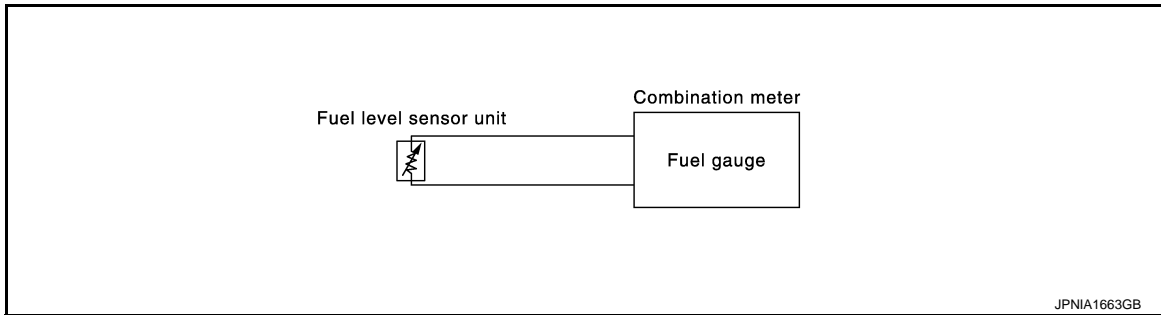 Combination meter
Fuel level sensor unit
Fuel gauge
JPNIA1663GB